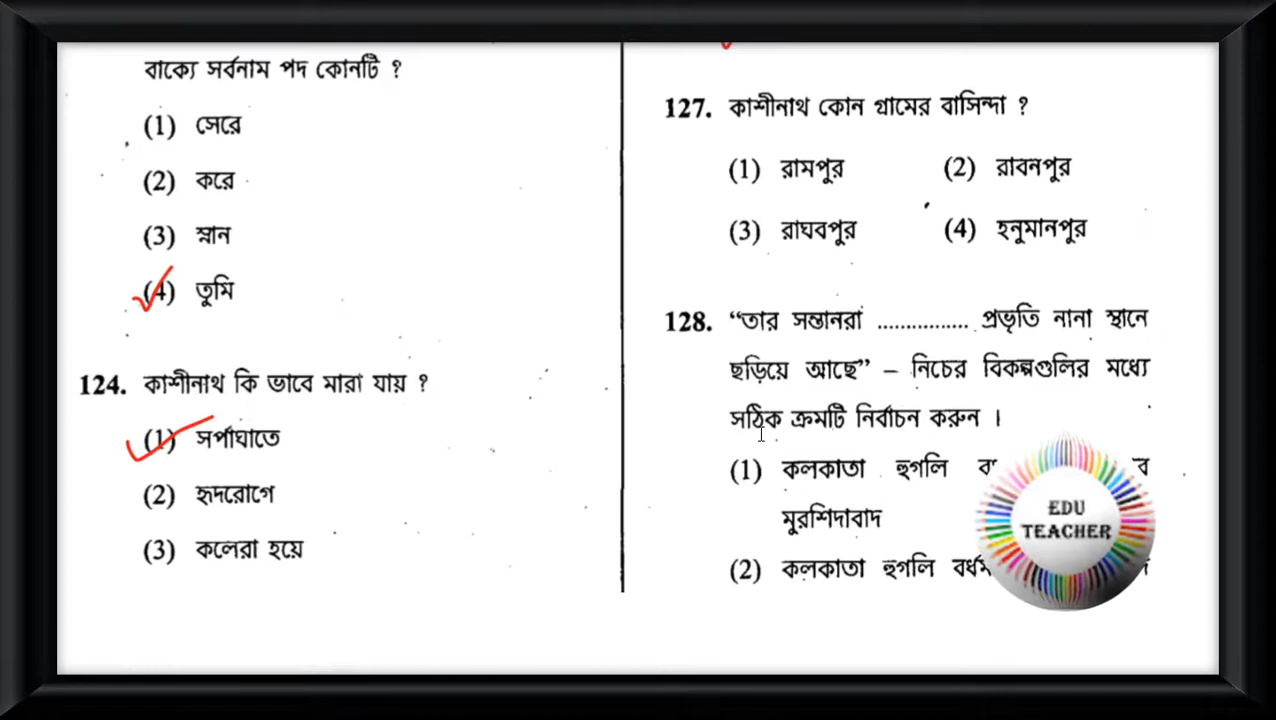 বাক্যে সর্বনাম পদ কোনটি ?
(1) সেরে
(2) করে
(3) স্নান
(4) তুমি
124. কাশীনাথ কি ভাবে মারা যায় ?
(1) সর্পাঘাতে
(2) হৃদরোগে
(3) কলেরা হয়ে
127. কাশীনাথ কোন গ্রামের বাসিন্দা ?
(1) রামপুর (2) রাবনপুর
(3) রাঘবপুর (4) হনুমানপুর
128. “তার সন্তানরা ................ প্রভৃতি নানা স্থানে
ছড়িয়ে আছে” – নিচের বিকল্পগুলির মধ্যে
সঠিক ক্রমটি নির্বাচন করুন ।
(1) কলকাতা হুগলি
মুরশিদাবাদ
(2) কলকাতা হুগলি
EDU
TEACHER